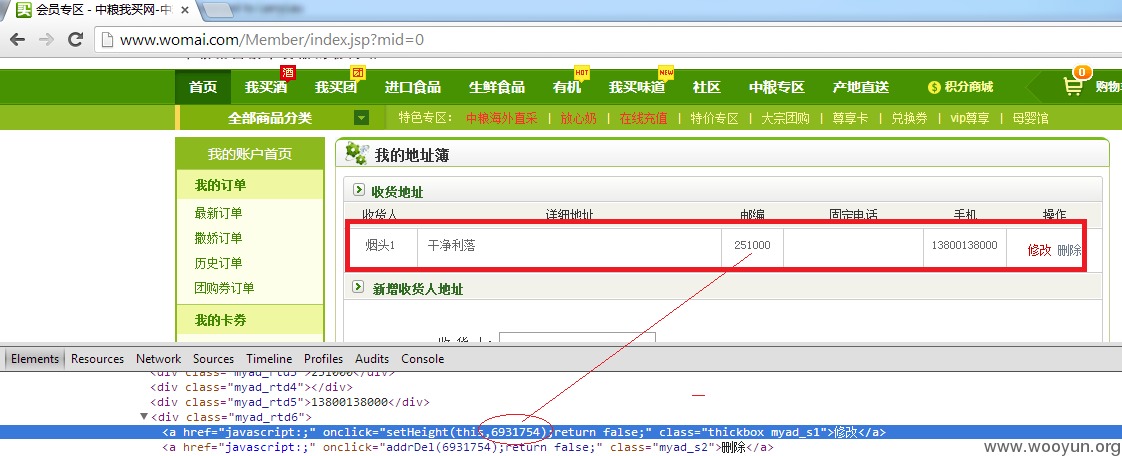 会员专区 - 中粮我买网-中
www.womai.com/Member/index.jsp?mid=0
酒 团 HOT NEW 0
首页 我买酒 我买团 进口食品 生鲜食品 有机 我买味道 社区 中粮专区 产地直送 $ 积分商城 购物
全部商品分类 特色专区： 中粮海外直采 | 放心奶 | 在线充值 | 特价专区 | 大宗团购 | 尊享卡 | 兑换券 | vip尊享 | 母婴馆
我的账户首页
我的地址簿
我的订单
收货地址
收货人 详细地址 邮编 固定电话 手机 操作
最新订单
撒娇订单
烟头1 干净利落 251000 13800138000 修改 删除
历史订单
团购券订单
新增收货人地址
我的卡券
收 货 人:
Elements Resources Network Sources Timeline Profiles Audits Console
<div class="myad_rtd3">251000</div>
<div class="myad_rtd4"></div>
<div class="myad_rtd5">13800138000</div>
▼<div class="myad_rtd6">
<a href="javascript:;" onclick="setHeight(this,6931754);return false;" class="thickbox myad_s1">修改</a>
<a href="javascript:;" onclick="addrDel(6931754);return false;" class="myad_s2">删除</a>
www.wooyun.org